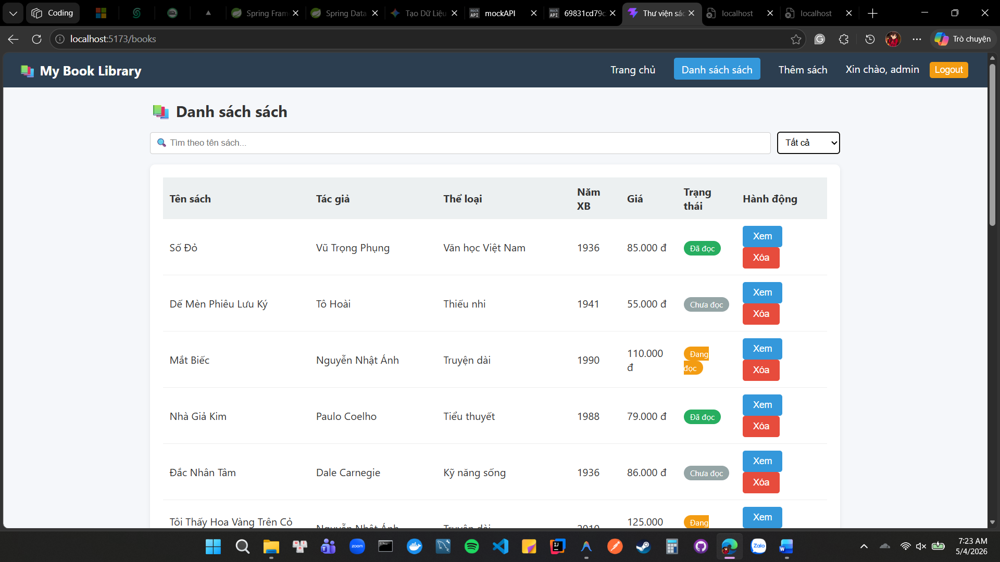 Coding
Spring Fram
Spring Data
Tạo Dữ Liệu
mock API
mockAPI
mock API
69831cd79c
Thư viện sác
localhost
localhost
localhost:5173/books
Trò chuyện
My Book Library
Trang chủ
Danh sách sách
Thêm sách
Xin chào, admin
Logout
Danh sách sách
Tìm theo tên sách...
Tất cả
Tên sách
Tác giả
Thể loại
Năm XB
Giá
Trạng thái
Hành động
Số Đỏ
Vũ Trọng Phụng
Văn học Việt Nam
1936
85.000 đ
Đã đọc
Xem
Xóa
Dế Mèn Phiêu Lưu Ký
Tô Hoài
Thiếu nhi
1941
55.000 đ
Chưa đọc
Xem
Xóa
Mắt Biếc
Nguyễn Nhật Ánh
Truyện dài
1990
110.000 đ
Đang đọc
Xem
Xóa
Nhà Giả Kim
Paulo Coelho
Tiểu thuyết
1988
79.000 đ
Đã đọc
Xem
Xóa
Đắc Nhân Tâm
Dale Carnegie
Kỹ năng sống
1936
86.000 đ
Chưa đọc
Xem
Xóa
Tôi Thấy Hoa Vàng Trên Cỏ
Nguyễn Nhật Ánh
Truyện dài
2010
125.000
Đang
Xem
zoom
Zalo
7:23 AM
5/4/2026